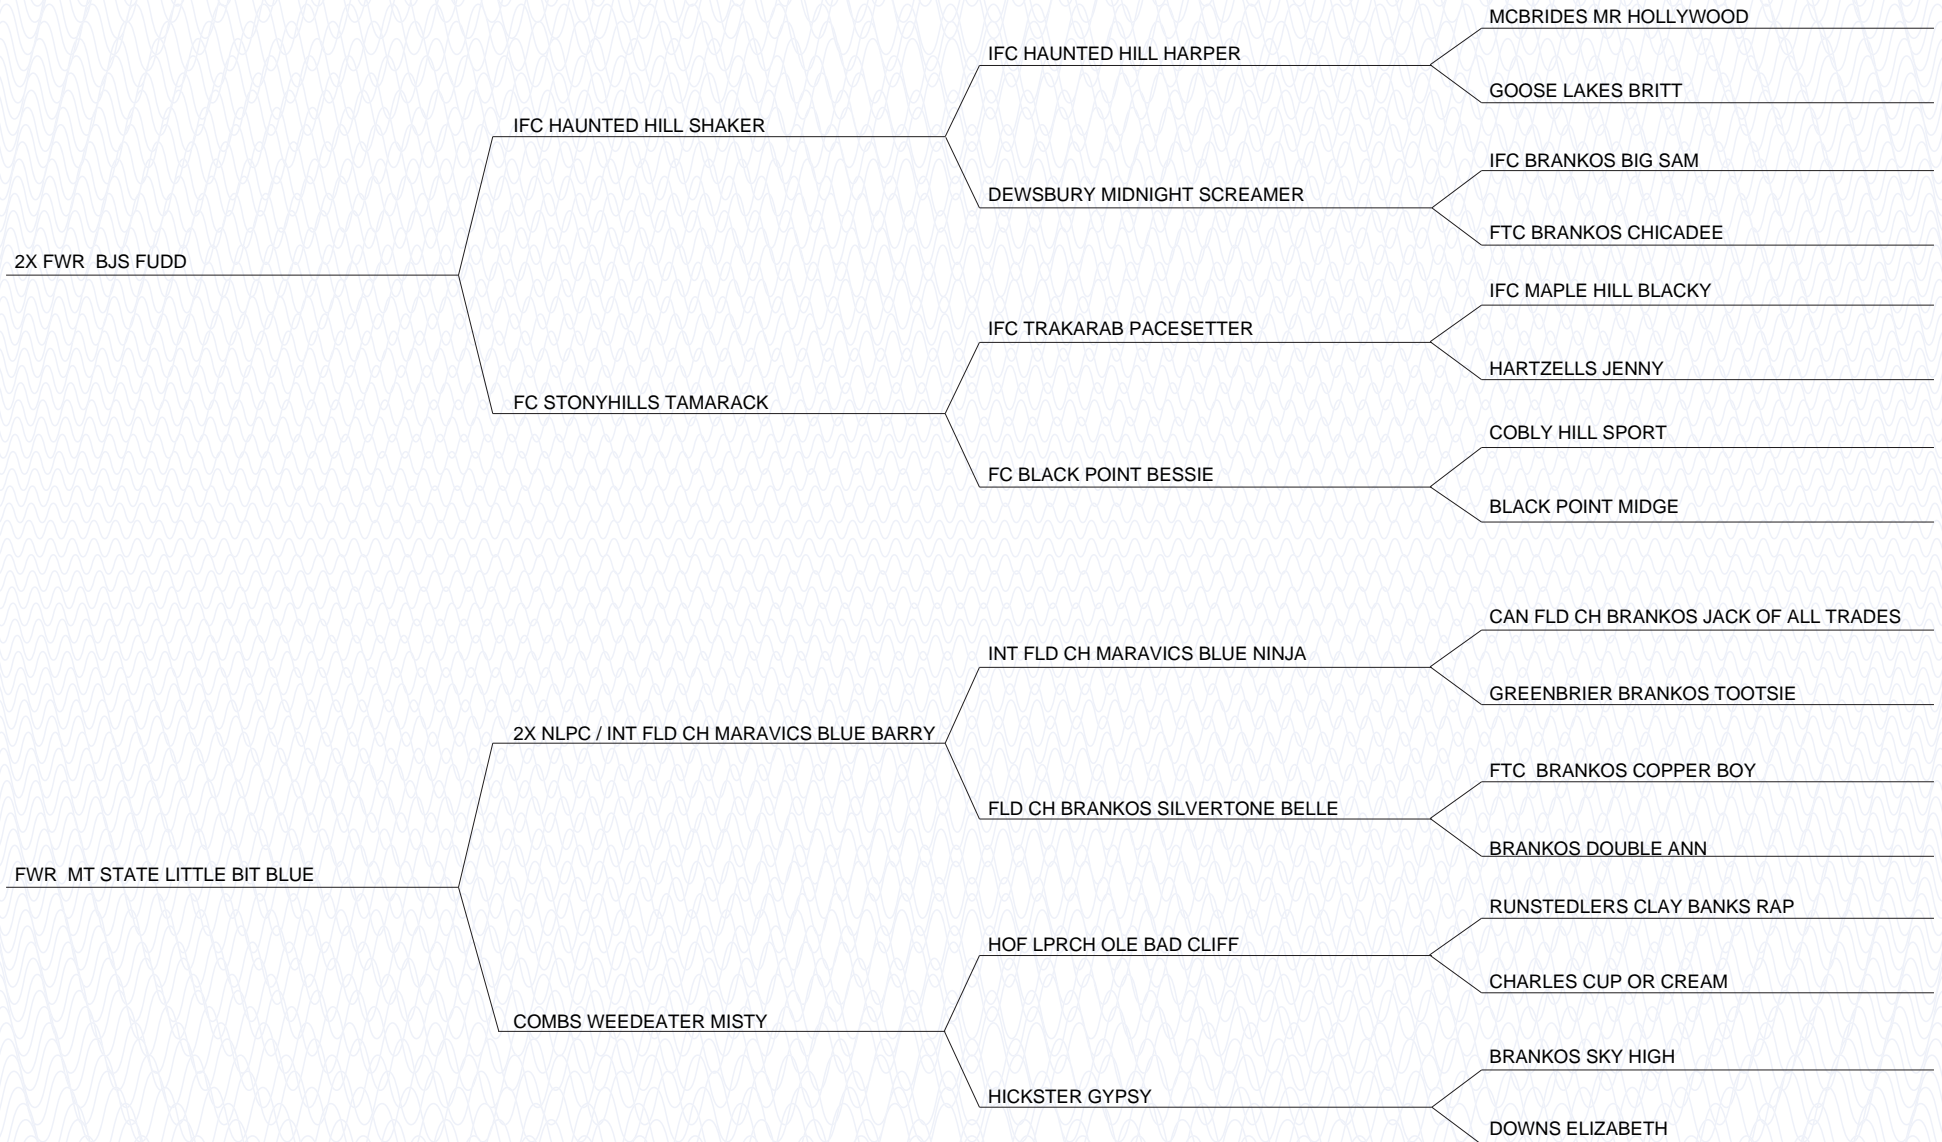 MCBRIDES MR HOLLYWOOD
IFC HAUNTED HILL HARPER
GOOSE LAKES BRITT
IFC HAUNTED HILL SHAKER
IFC BRANKOS BIG SAM
DEWSBURY MIDNIGHT SCREAMER
FTC BRANKOS CHICADEE
2X FWR  BJS FUDD
IFC MAPLE HILL BLACKY
IFC TRAKARAB PACESETTER
HARTZELLS JENNY
FC STONYHILLS TAMARACK
COBLY HILL SPORT
FC BLACK POINT BESSIE
BLACK POINT MIDGE
CAN FLD CH BRANKOS JACK OF ALL TRADES
INT FLD CH MARAVICS BLUE NINJA
GREENBRIER BRANKOS TOOTSIE
2X NLPC / INT FLD CH MARAVICS BLUE BARRY
FTC  BRANKOS COPPER BOY
FLD CH BRANKOS SILVERTONE BELLE
BRANKOS DOUBLE ANN
FWR  MT STATE LITTLE BIT BLUE
RUNSTEDLERS CLAY BANKS RAP
HOF LPRCH OLE BAD CLIFF
CHARLES CUP OR CREAM
COMBS WEEDEATER MISTY
BRANKOS SKY HIGH
HICKSTER GYPSY
DOWNS ELIZABETH